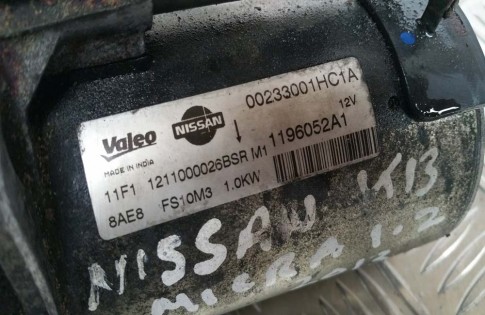 00233001HC1A
Valeo NISSAN 12V
MADE IN INDIA 1196052A1
11F1 1211000026BSR M1
8AE8 FS10M3 1.0KW
NISSAN K13
MICRA 1.2